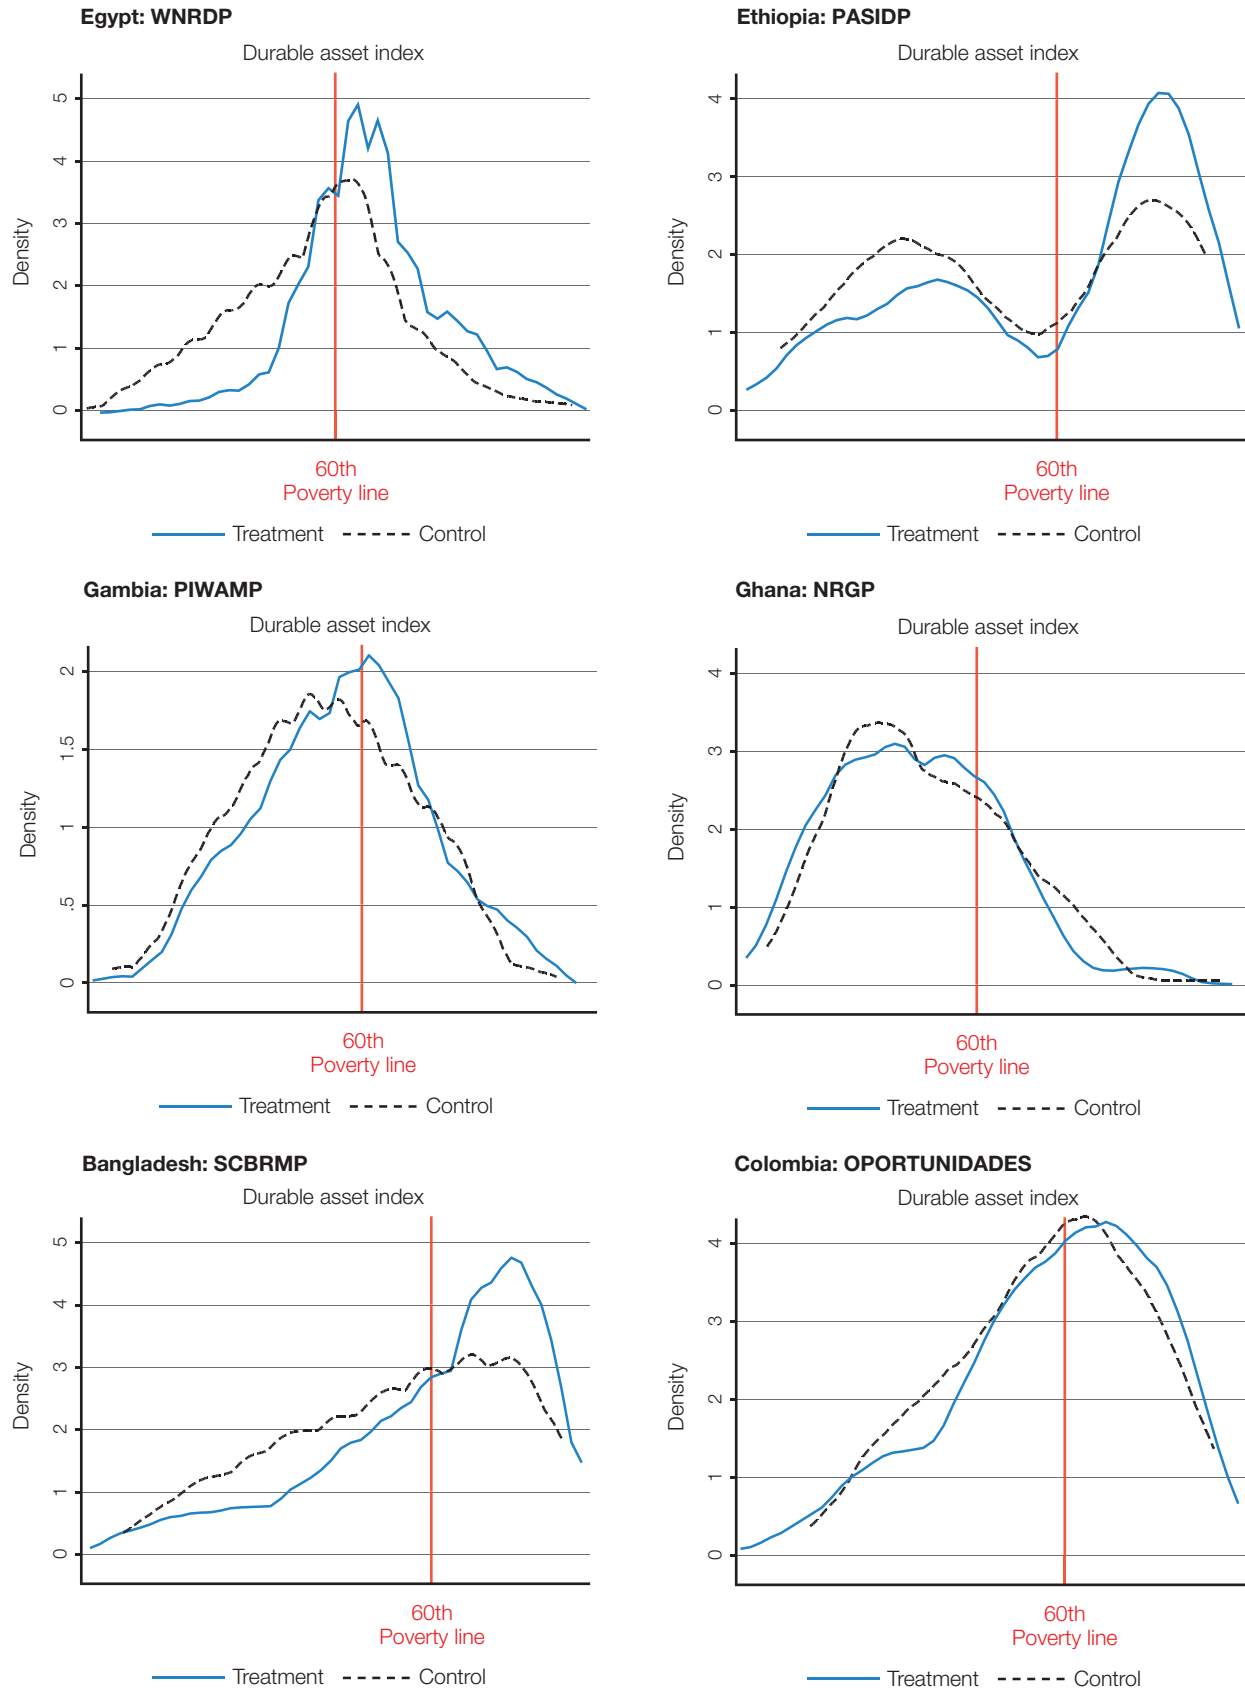 Egypt: WNRDP
Durable asset index
Density
5
4
3
2
1
0
60th
Poverty line
Treatment
Control
Ethiopia: PASIDP
Durable asset index
Density
4
3
2
1
0
60th
Poverty line
Treatment
Control
Gambia: PIWAMP
Durable asset index
Density
2
1.5
1
.5
0
60th
Poverty line
Treatment
Control
Ghana: NRGP
Durable asset index
Density
4
3
2
1
0
60th
Poverty line
Treatment
Control
Bangladesh: SCBRMP
Durable asset index
Density
5
4
3
2
1
0
60th
Poverty line
Treatment
Control
Colombia: OPORTUNIDADES
Durable asset index
Density
4
3
2
1
0
60th
Poverty line
Treatment
Control